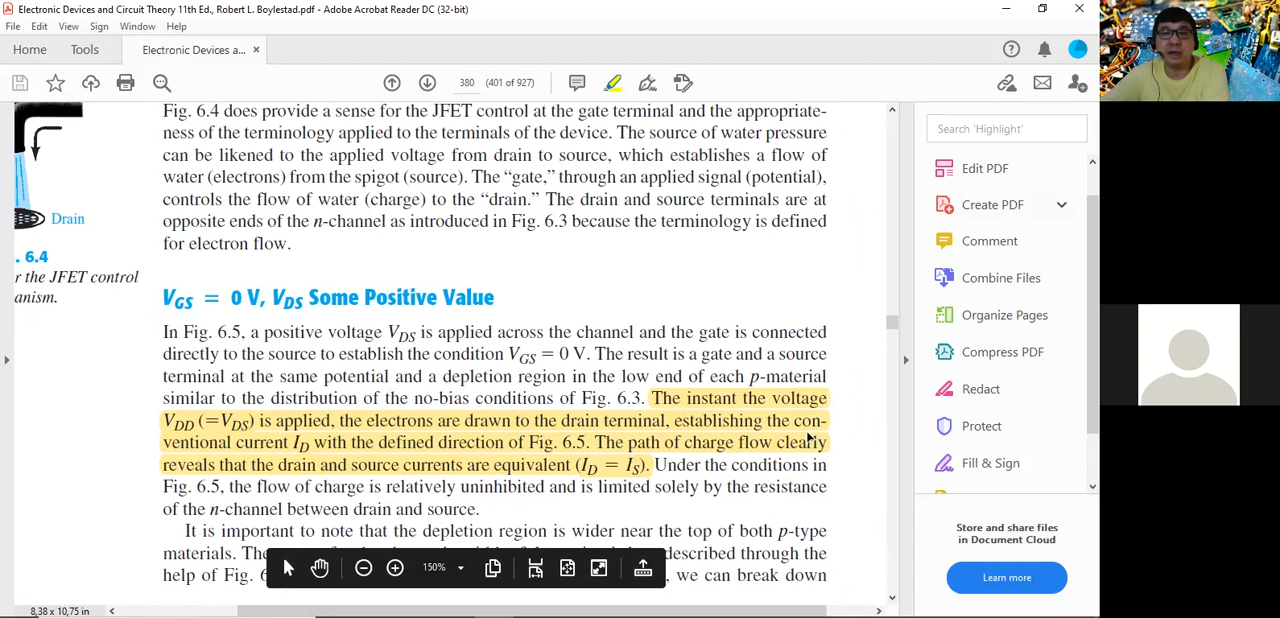 Electronic Devices and Circuit Theory 11th Ed., Robert L. Boylestad.pdf - Adobe Acrobat Reader DC (32-bit)
File Edit View Sign Window Help
Home Tools Electronic Devices a... ×
380 (401 of 927)
Fig. 6.4 does provide a sense for the JFET control at the gate terminal and the appropriate-
ness of the terminology applied to the terminals of the device. The source of water pressure
can be likened to the applied voltage from drain to source, which establishes a flow of
water (electrons) from the spigot (source). The “gate,” through an applied signal (potential),
controls the flow of water (charge) to the “drain.” The drain and source terminals are at
opposite ends of the n-channel as introduced in Fig. 6.3 because the terminology is defined
for electron flow.
Drain
. 6.4
r the JFET control
anism.
VGS = 0 V, VDS Some Positive Value
In Fig. 6.5, a positive voltage VDS is applied across the channel and the gate is connected
directly to the source to establish the condition VGS = 0 V. The result is a gate and a source
terminal at the same potential and a depletion region in the low end of each p-material
similar to the distribution of the no-bias conditions of Fig. 6.3. The instant the voltage
VDD (=VDS) is applied, the electrons are drawn to the drain terminal, establishing the con-
ventional current ID with the defined direction of Fig. 6.5. The path of charge flow clearly
reveals that the drain and source currents are equivalent (ID = IS). Under the conditions in
Fig. 6.5, the flow of charge is relatively uninhibited and is limited solely by the resistance
of the n-channel between drain and source.
It is important to note that the depletion region is wider near the top of both p-type
materials. The described through the
help of Fig. 6 , we can break down
150%
8,38 x 10,75 in
Search 'Highlight'
Edit PDF
Create PDF
Comment
Combine Files
Organize Pages
Compress PDF
Redact
Protect
Fill & Sign
Store and share files
in Document Cloud
Learn more